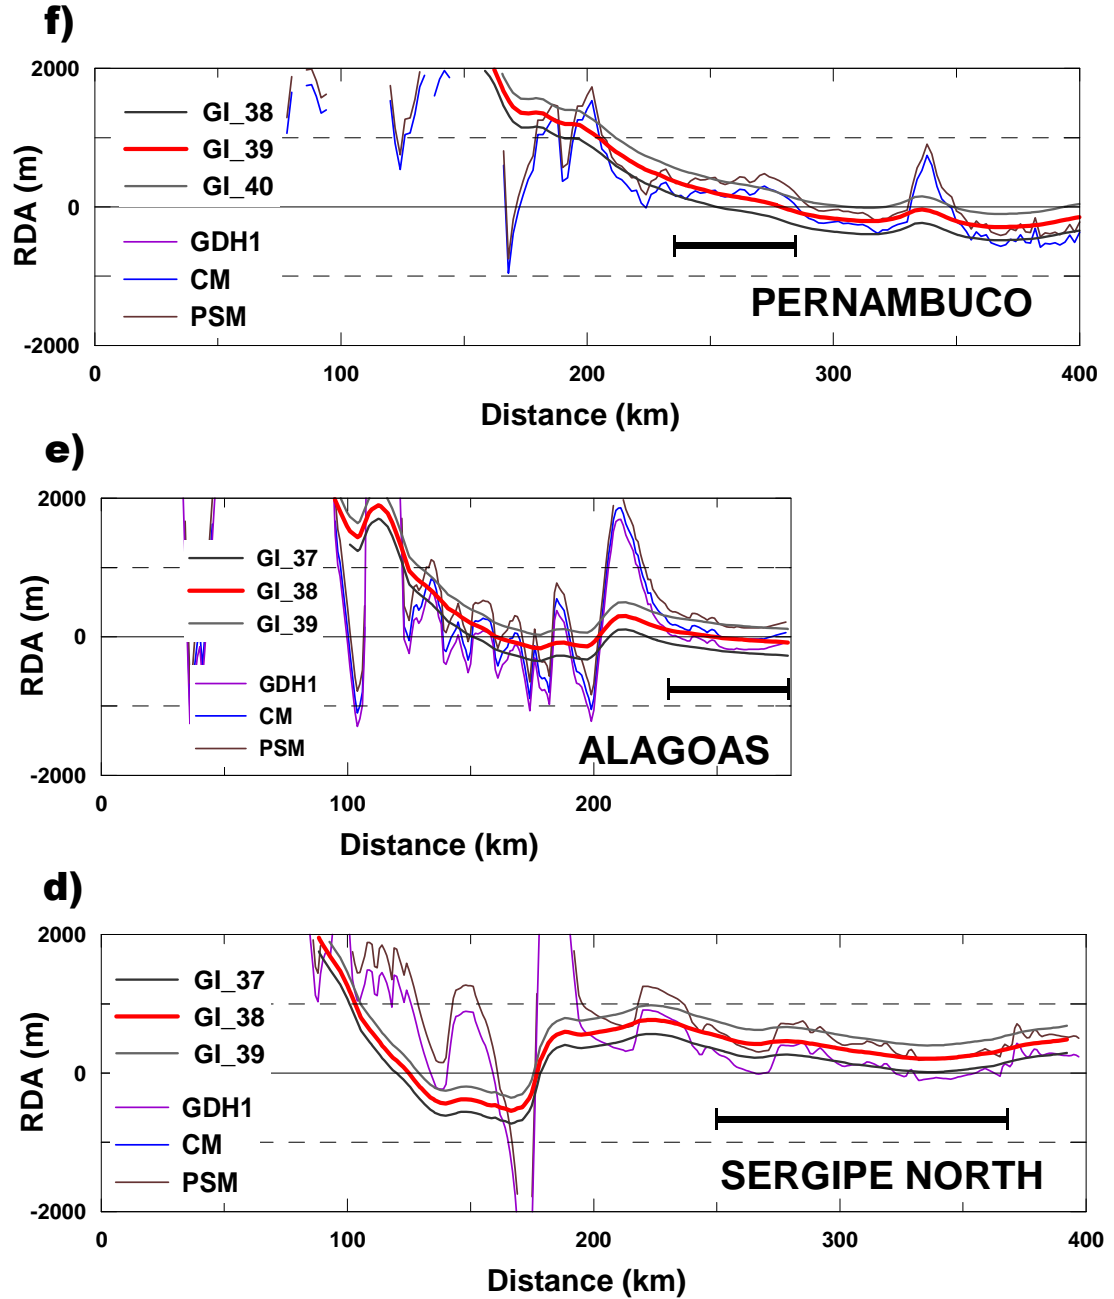 f)
2000
GI_38
GI_39
RDA (m)
GI_40
0
GDH1
CM
PSM
PERNAMBUCO
-2000
0
100
200
300
400
Distance (km)
e)
2000
GI_37
GI_38
RDA (m)
GI_39
0
GDH1
CM
PSM
ALAGOAS
-2000
0
100
200
Distance (km)
d)
2000
GI_37
GI_38
RDA (m)
GI_39
0
GDH1
CM
PSM
SERGIPE NORTH
-2000
0
100
200
300
400
Distance (km)